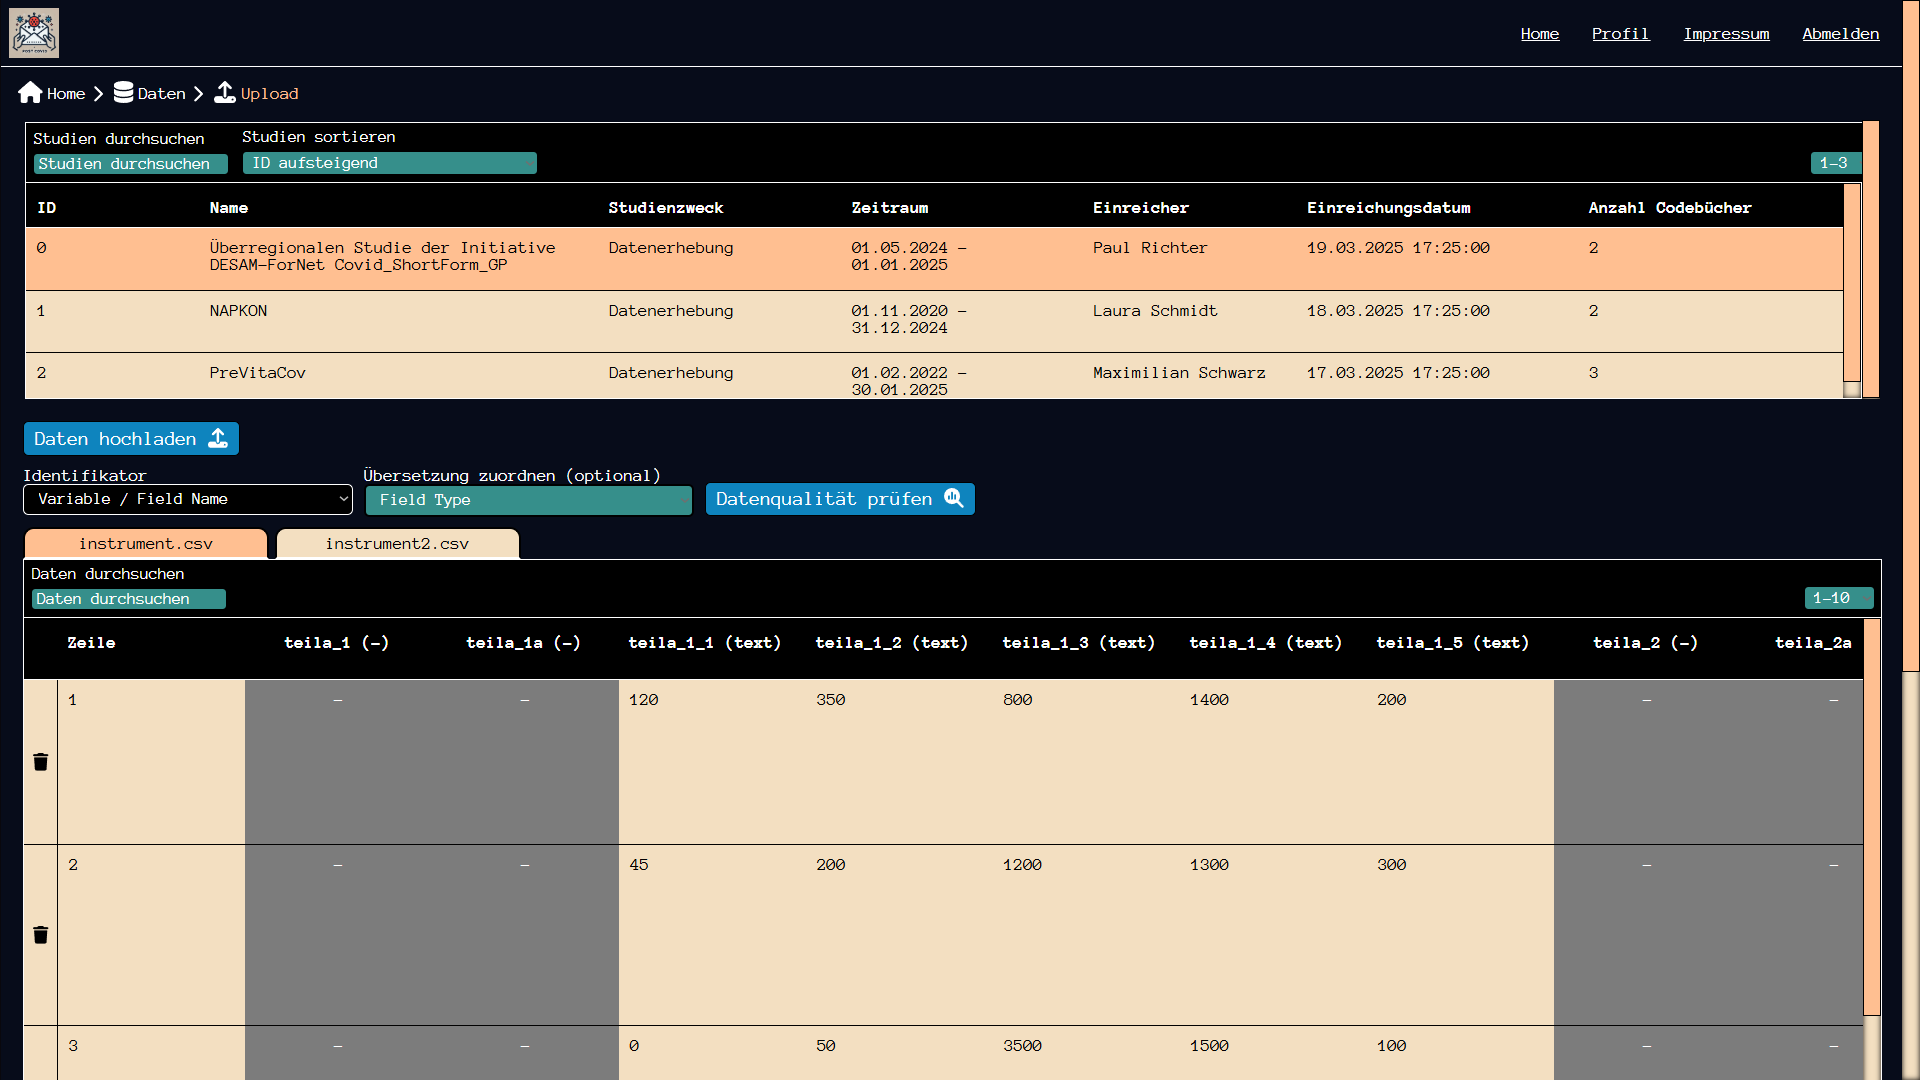 POST COVID
Home Profil Impressum Abmelden
Home Daten Upload
Studien durchsuchen Studien sortieren
Studien durchsuchen ID aufsteigend 1-3
ID Name Studienzweck Zeitraum Einreicher Einreichungsdatum Anzahl Codebücher
0 Überregionalen Studie der Initiative Datenerhebung 01.05.2024 - Paul Richter 19.03.2025 17:25:00 2
DESAM-ForNet Covid_ShortForm_GP 01.01.2025
1 NAPKON Datenerhebung 01.11.2020 - Laura Schmidt 18.03.2025 17:25:00 2
31.12.2024
2 PreVitaCov Datenerhebung 01.02.2022 - Maximilian Schwarz 17.03.2025 17:25:00 3
30.01.2025
Daten hochladen
Identifikator Übersetzung zuordnen (optional)
Variable / Field Name Field Type Datenqualität prüfen
instrument.csv instrument2.csv
Daten durchsuchen
Daten durchsuchen 1-10
Zeile teila_1 (-) teila_1a (-) teila_1_1 (text) teila_1_2 (text) teila_1_3 (text) teila_1_4 (text) teila_1_5 (text) teila_2 (-) teila_2a
1 - - 120 350 800 1400 200 - -
2 - - 45 200 1200 1300 300 - -
3 - - 0 50 3500 1500 100 - -